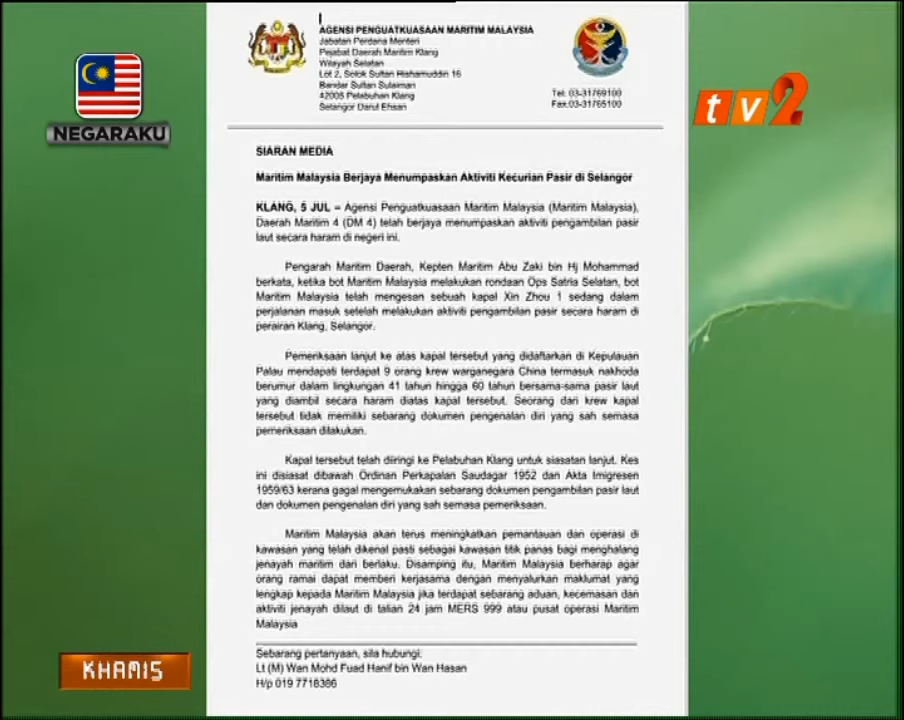 AGENSI PENGUATKUASAAN MARITIM MALAYSIA
Jabatan Perdana Menteri
Pejabat Daerah Maritim Klang
Wilayah Selatan
Lot 2, Solok Sultan Hishamuddin 16
Bandar Sultan Sulaiman
42005 Pelabuhan Klang
Selangor Darul Ehsan
Tel: 03-31769100
Fax:03-31765100
NEGARAKU
tv2
SIARAN MEDIA
Maritim Malaysia Berjaya Menumpaskan Aktiviti Kecurian Pasir di Selangor
KLANG, 5 JUL – Agensi Penguatkuasaan Maritim Malaysia (Maritim Malaysia),
Daerah Maritim 4 (DM 4) telah berjaya menumpaskan aktiviti pengambilan pasir
laut secara haram di negeri ini.
Pengarah Maritim Daerah, Kepten Maritim Abu Zaki bin Hj Mohammad
berkata, ketika bot Maritim Malaysia melakukan rondaan Ops Satria Selatan, bot
Maritim Malaysia telah mengesan sebuah kapal Xin Zhou 1 sedang dalam
perjalanan masuk setelah melakukan aktiviti pengambilan pasir secara haram di
perairan Klang, Selangor.
Pemeriksaan lanjut ke atas kapal tersebut yang didaftarkan di Kepulauan
Palau mendapati terdapat 9 orang krew warganegara China termasuk nakhoda
berumur dalam lingkungan 41 tahun hingga 60 tahun bersama-sama pasir laut
yang diambil secara haram diatas kapal tersebut. Seorang dari krew kapal
tersebut tidak memiliki sebarang dokumen pengenalan diri yang sah semasa
pemeriksaan dilakukan.
Kapal tersebut telah diiringi ke Pelabuhan Klang untuk siasatan lanjut. Kes
ini disiasat dibawah Ordinan Perkapalan Saudagar 1952 dan Akta Imigresen
1959/63 kerana gagal mengemukakan sebarang dokumen pengambilan pasir laut
dan dokumen pengenalan diri yang sah semasa pemeriksaan.
Maritim Malaysia akan terus meningkatkan pemantauan dan operasi di
kawasan yang telah dikenal pasti sebagai kawasan titik panas bagi menghalang
jenayah maritim dari berlaku. Disamping itu, Maritim Malaysia berharap agar
orang ramai dapat memberi kerjasama dengan menyalurkan maklumat yang
lengkap kepada Maritim Malaysia jika terdapat sebarang aduan, kecemasan dan
aktiviti jenayah dilaut di talian 24 jam MERS 999 atau pusat operasi Maritim
Malaysia
Sebarang pertanyaan, sila hubungi:
Lt (M) Wan Mohd Fuad Hanif bin Wan Hasan
H/p 019 7718386
KHAMIS